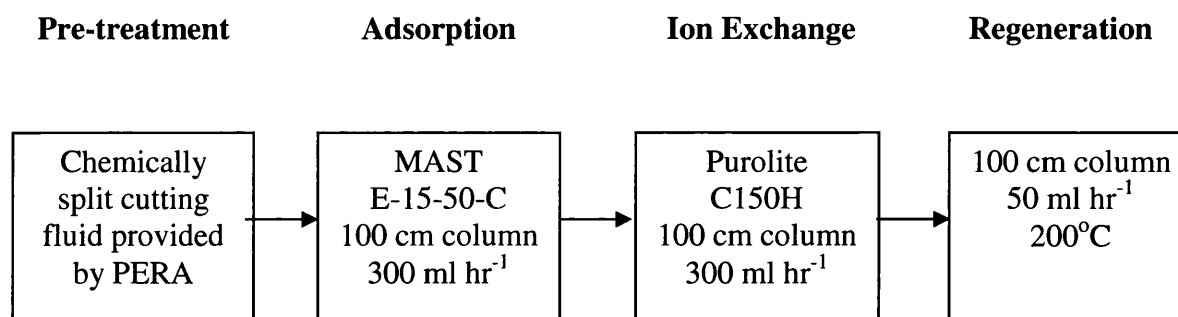 Pre-treatment
Adsorption
Ion Exchange
Regeneration
Chemically
split cutting
fluid provided
by PERA
MAST
E-15-50-C
100 cm column
300 ml hr⁻¹
Purolite
C150H
100 cm column
300 ml hr⁻¹
100 cm column
50 ml hr⁻¹
200°C